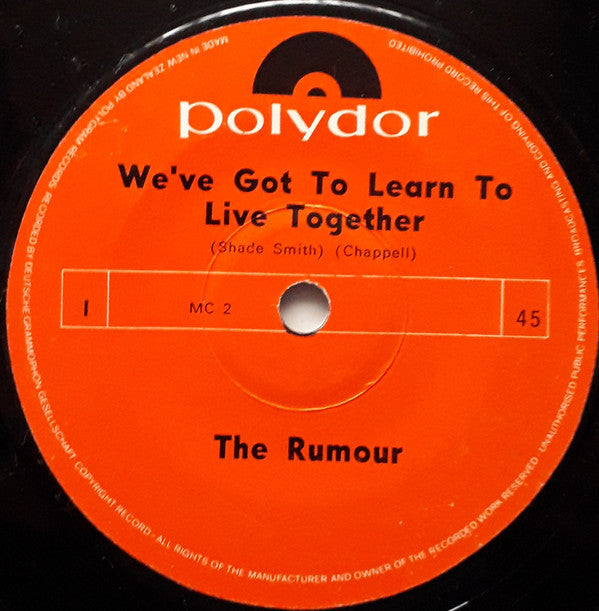 polydor
We've Got To Learn To
Live Together
(Shade Smith) (Chappell)
I
MC 2
45
The Rumour
MADE IN NEW ZEALAND BY POLYGRAM RECORDS RECORDED BY DEUTSCHE GRAMMOPHON GESELLSCHAFT COPYRIGHT RECORD - ALL RIGHTS OF THE MANUFACTURER AND OWNER OF THE RECORDED WORK RESERVED - UNAUTHORISED PUBLIC PERFORMANCES, BROADCASTING AND COPYING OF THIS RECORD PROHIBITED